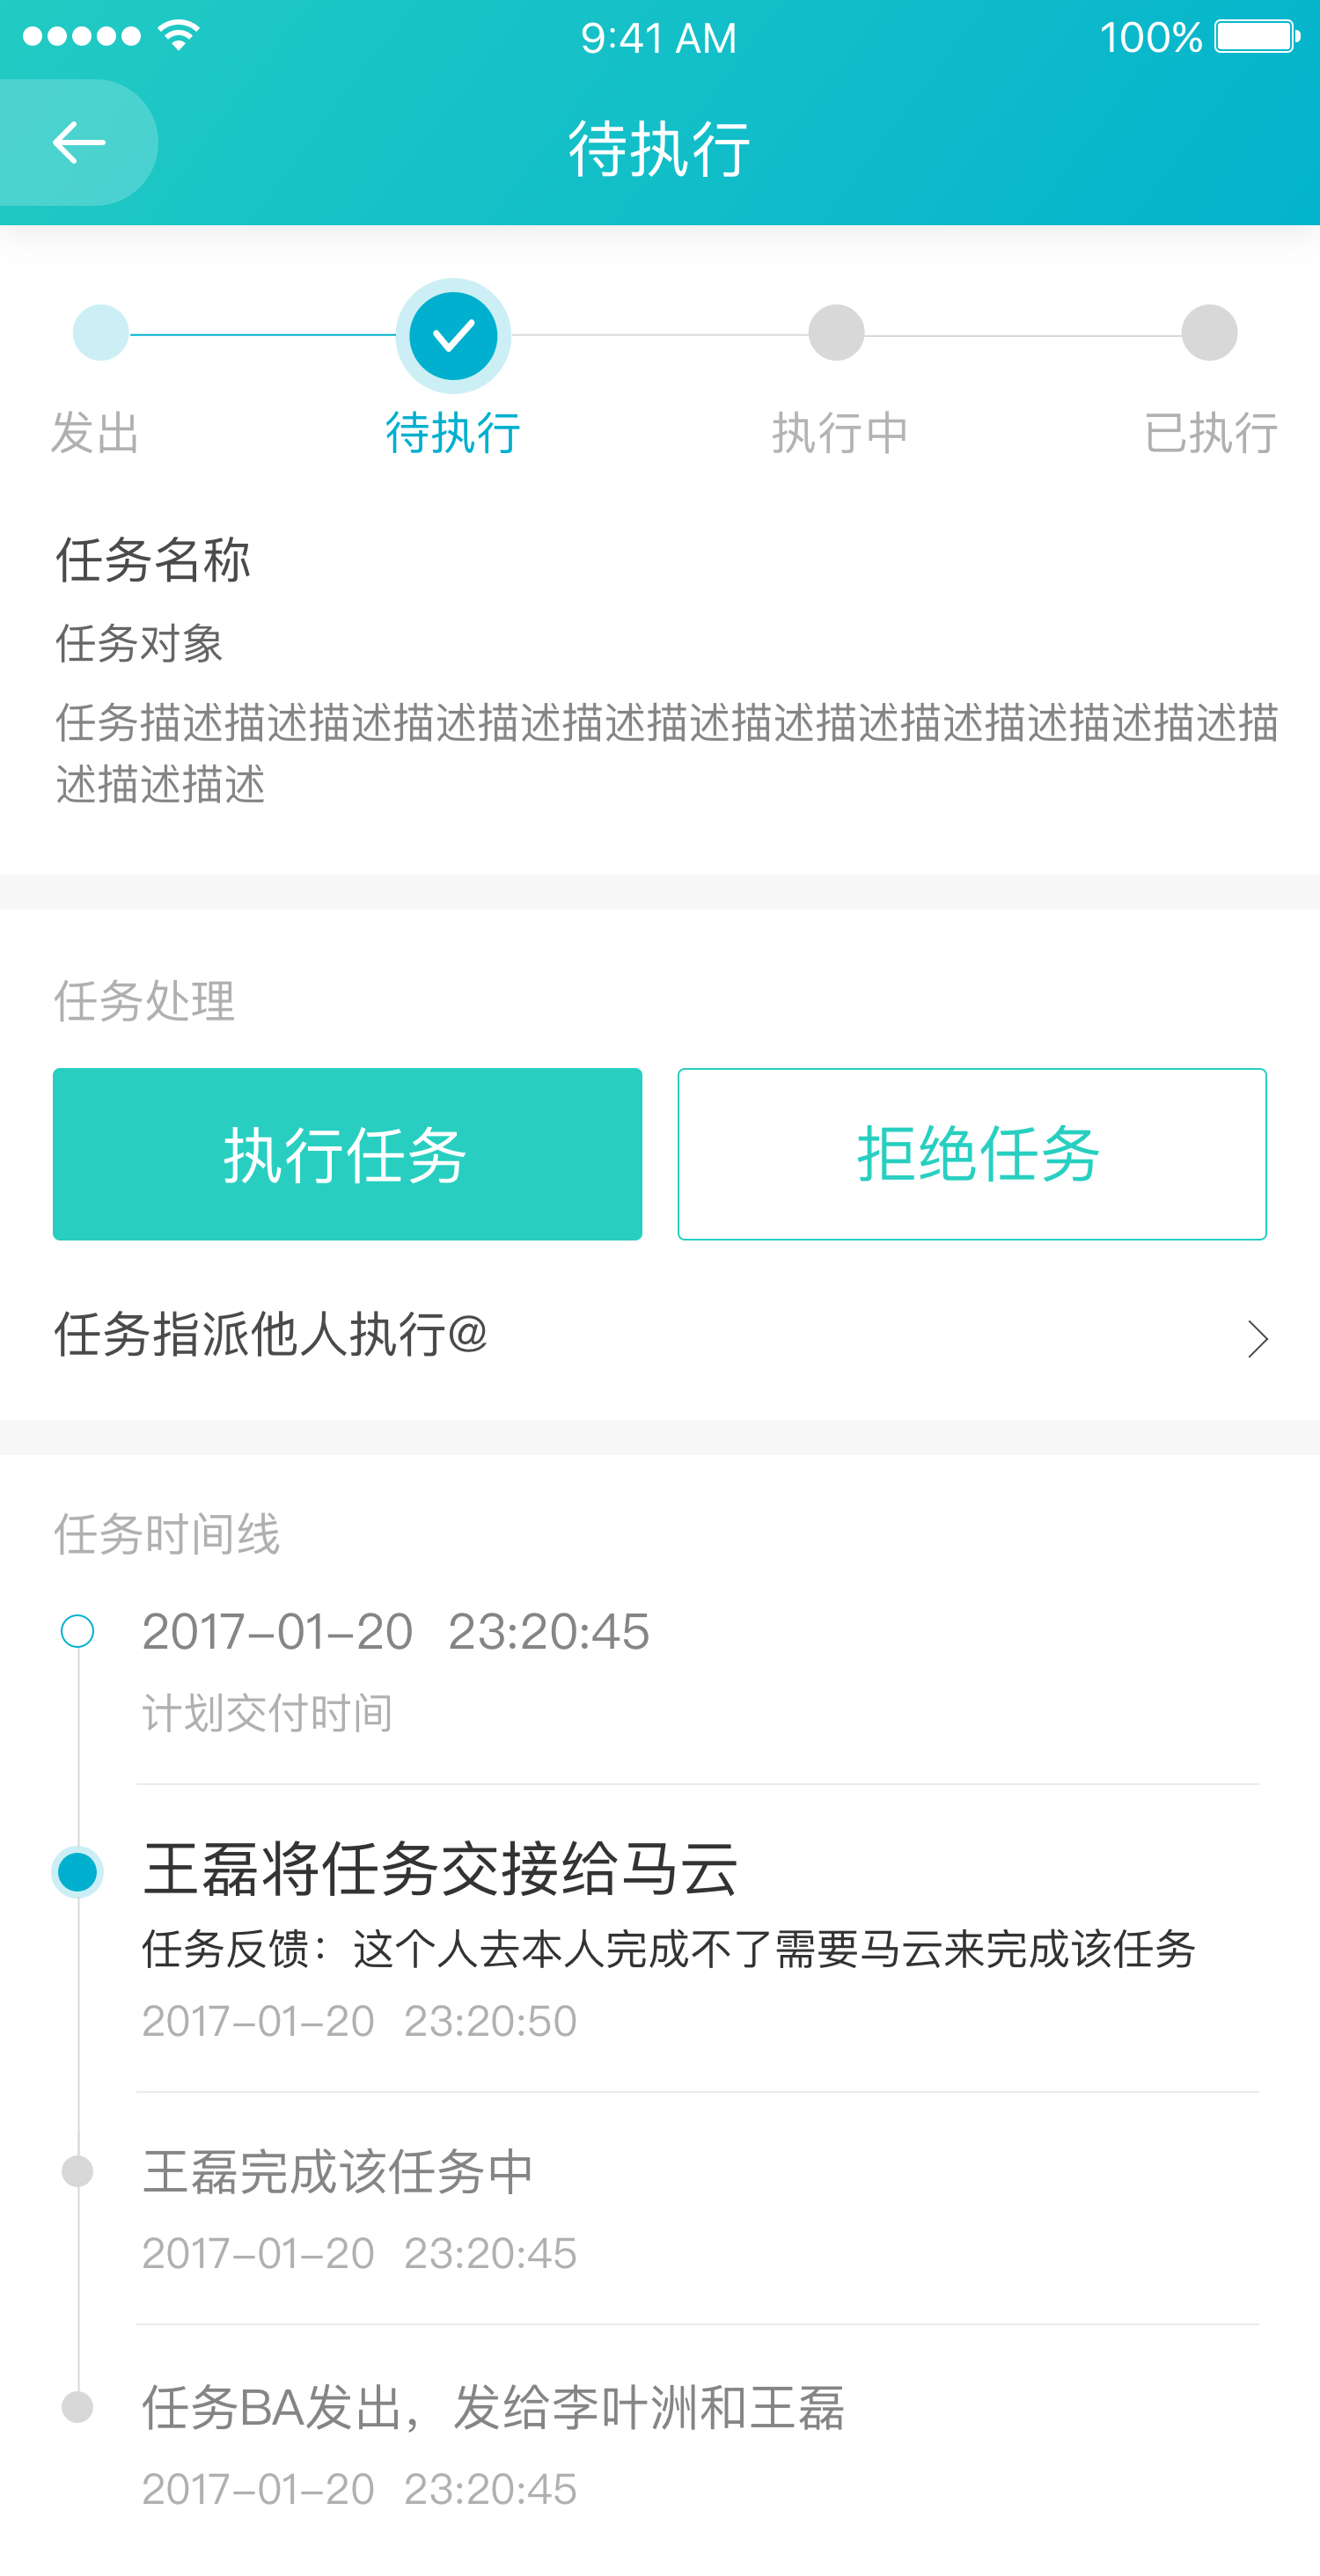 9:41 AM
100%
待执行
发出
待执行
执行中
已执行
任务名称
任务对象
任务描述描述描述描述描述描述描述描述描述描述描述描述描述描
述描述描述
任务处理
执行任务
拒绝任务
任务指派他人执行@
任务时间线
2017-01-20 23:20:45
计划交付时间
王磊将任务交接给马云
任务反馈：这个人去本人完成不了需要马云来完成该任务
2017-01-20 23:20:50
王磊完成该任务中
2017-01-20 23:20:45
任务BA发出，发给李叶洲和王磊
2017-01-20 23:20:45